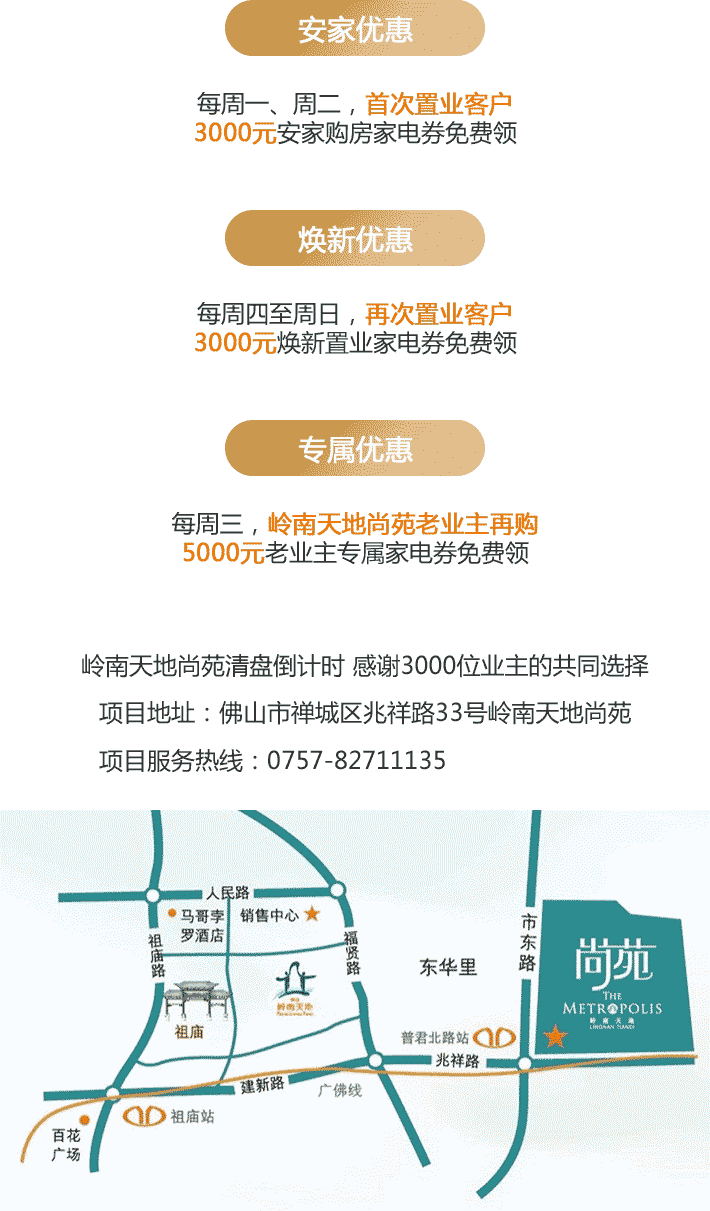 安家优惠
每周一、周二，首次置业客户
3000元安家购房家电券免费领
焕新优惠
每周四至周日，再次置业客户
3000元焕新置业家电券免费领
专属优惠
每周三，岭南天地尚苑老业主再购
5000元老业主专属家电券免费领
岭南天地尚苑清盘倒计时 感谢3000位业主的共同选择
项目地址：佛山市禅城区兆祥路33号岭南天地尚苑
项目服务热线：0757-82711135
人民路
马哥孛
罗酒店
销售中心
祖庙路
福贤路
市东路
东华里
尚苑
THE
METROPOLIS
岭南天地
LINGNAN TIANDI
岭南天地
祖庙
普君北路站
兆祥路
建新路
广佛线
祖庙站
百花
广场